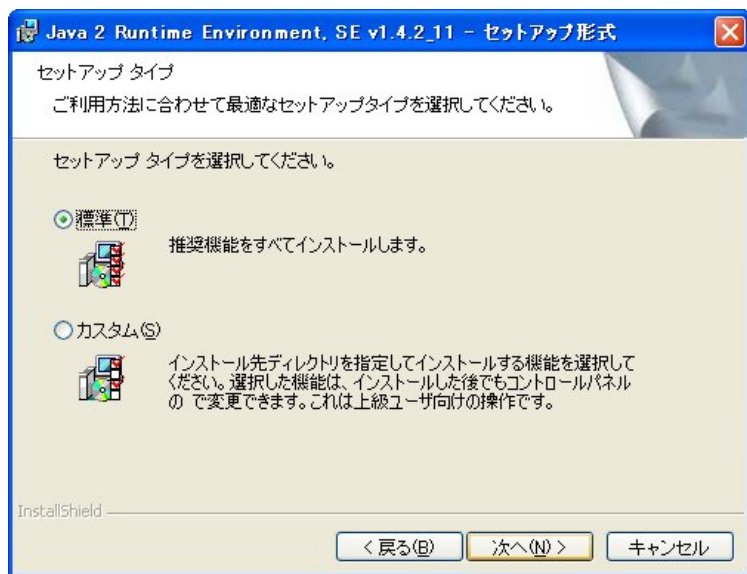 Java 2 Runtime Environment, SE v1.4.2_11 - セットアップ形式
セットアップ タイプ
ご利用方法に合わせて最適なセットアップタイプを選択してください。
セットアップ タイプを選択してください。
標準(T)
推奨機能をすべてインストールします。
カスタム(S)
インストール先ディレクトリを指定してインストールする機能を選択して
ください。選択した機能は、インストールした後でもコントロールパネル
の で変更できます。これは上級ユーザ向けの操作です。
InstallShield
< 戻る(B)
次へ(N) >
キャンセル